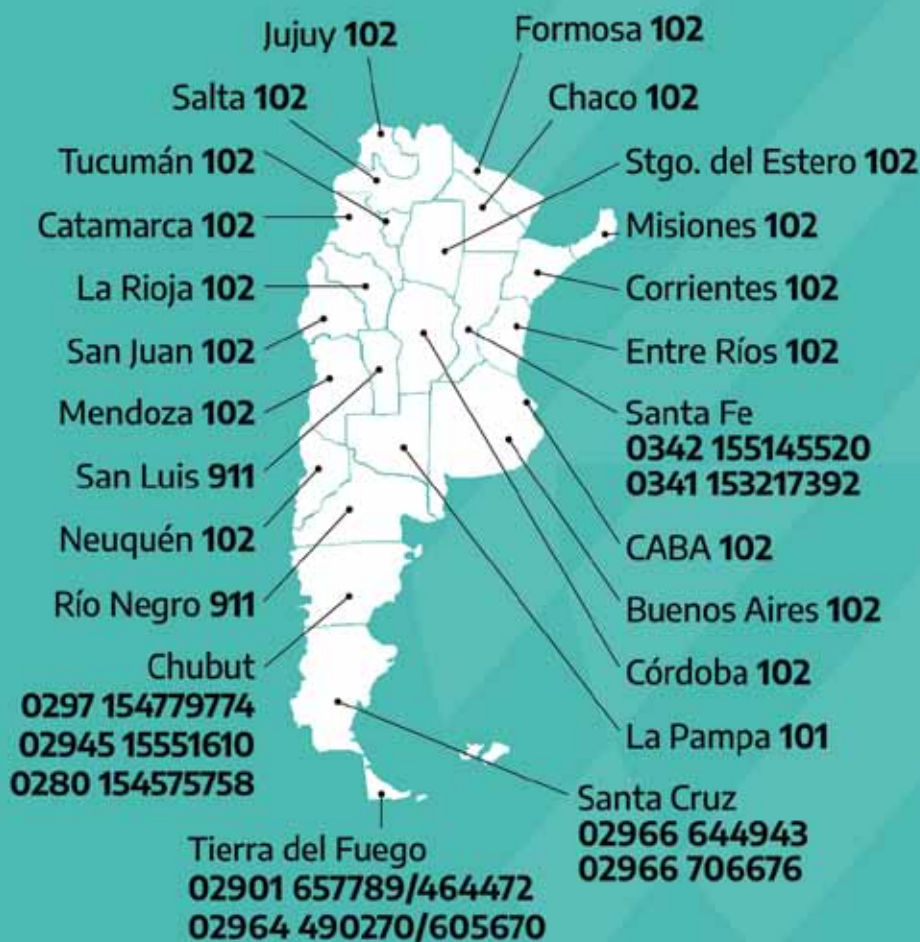 Jujuy 102
Formosa 102
Salta 102
Chaco 102
Tucumán 102
Stgo. del Estero 102
Catamarca 102
Misiones 102
La Rioja 102
Corrientes 102
San Juan 102
Entre Ríos 102
Mendoza 102
Santa Fe
0342 155145520
0341 153217392
San Luis 911
Neuquén 102
CABA 102
Río Negro 911
Buenos Aires 102
Chubut
0297 154779774
02945 15551610
0280 154575758
Córdoba 102
La Pampa 101
Santa Cruz
02966 644943
02966 706676
Tierra del Fuego
02901 657789/464472
02964 490270/605670